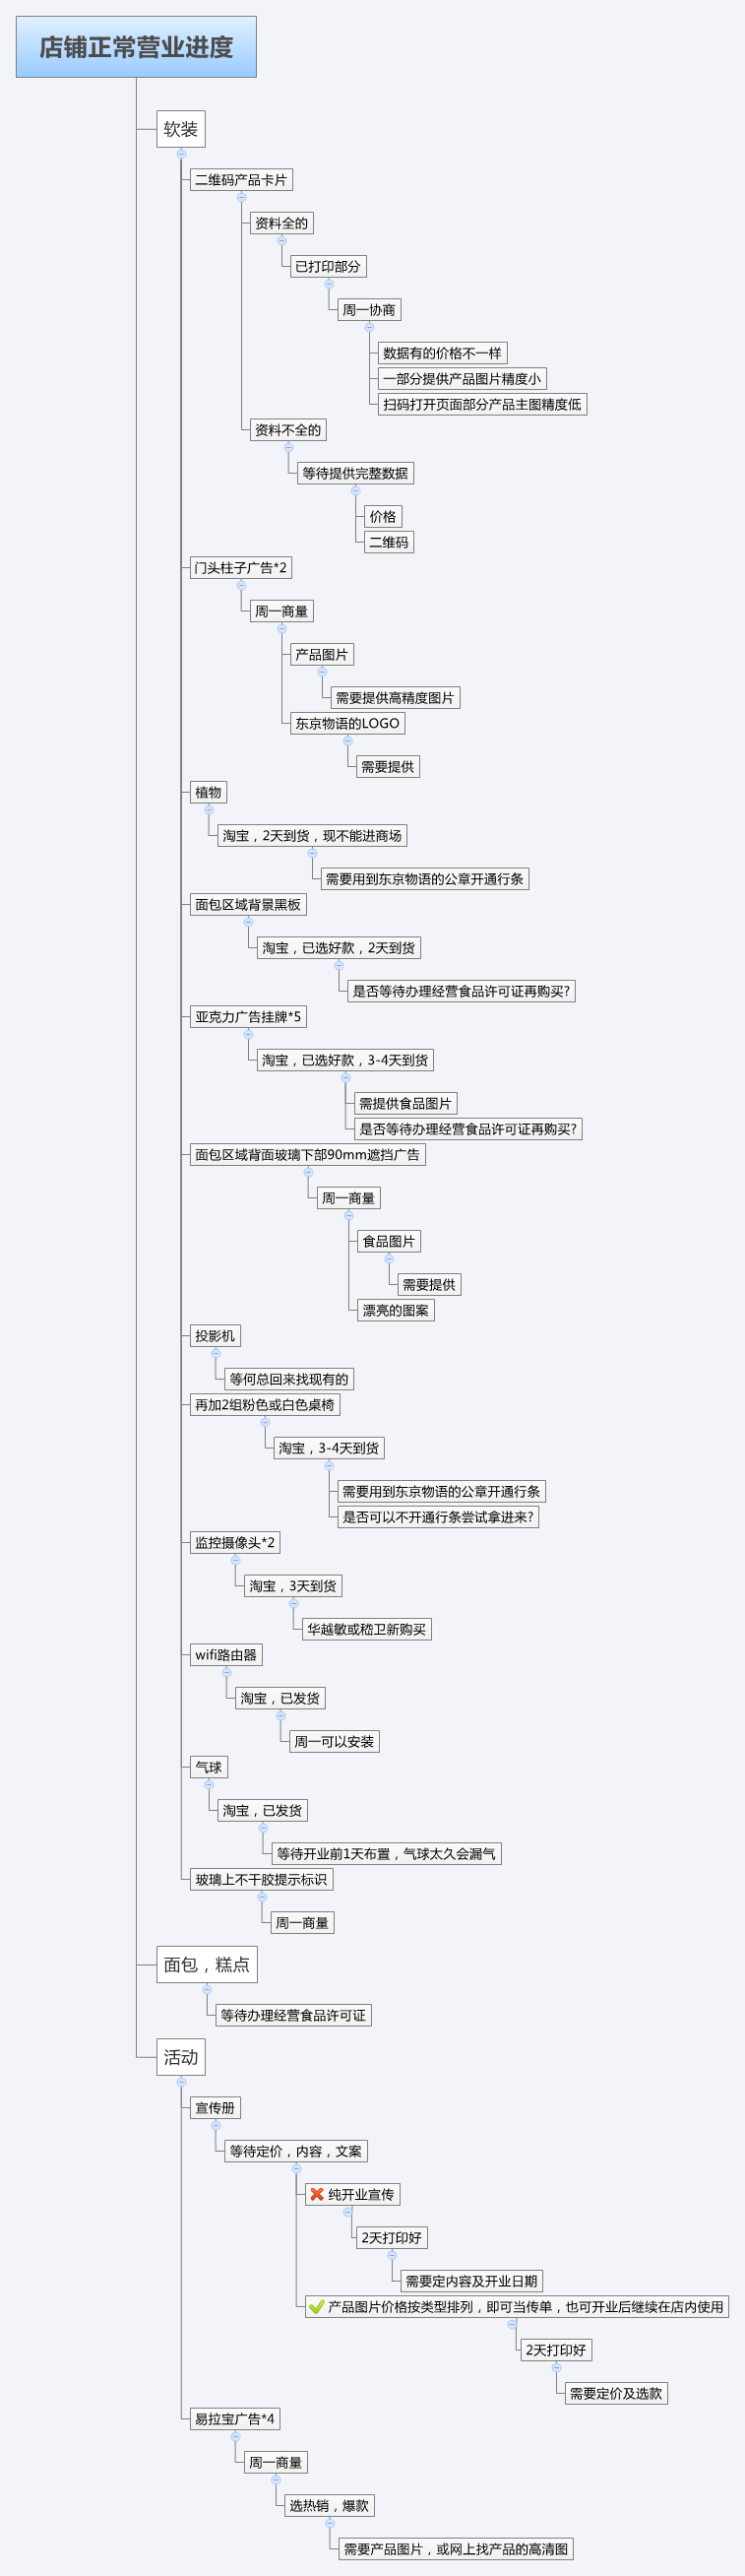 店铺正常营业进度
软装
二维码产品卡片
资料全的
已打印部分
周一协商
数据有的价格不一样
一部分提供产品图片精度小
扫码打开页面部分产品主图精度低
资料不全的
等待提供完整数据
价格
二维码
门头柱子广告*2
周一商量
产品图片
需要提供高精度图片
东京物语的LOGO
需要提供
植物
淘宝，2天到货，现不能进商场
需要用到东京物语的公章开通行条
面包区域背景黑板
淘宝，已选好款，2天到货
是否等待办理经营食品许可证再购买?
亚克力广告挂牌*5
淘宝，已选好款，3-4天到货
需提供食品图片
是否等待办理经营食品许可证再购买?
面包区域背面玻璃下部90mm遮挡广告
周一商量
食品图片
需要提供
漂亮的图案
投影机
等何总回来找现有的
再加2组粉色或白色桌椅
淘宝，3-4天到货
需要用到东京物语的公章开通行条
是否可以不开通行条尝试拿进来?
监控摄像头*2
淘宝，3天到货
华越敏或嵇卫新购买
wifi路由器
淘宝，已发货
周一可以安装
气球
淘宝，已发货
等待开业前1天布置，气球太久会漏气
玻璃上不干胶提示标识
周一商量
面包，糕点
等待办理经营食品许可证
活动
宣传册
等待定价，内容，文案
纯开业宣传
2天打印好
需要定内容及开业日期
产品图片价格按类型排列，即可当传单，也可开业后继续在店内使用
2天打印好
需要定价及选款
易拉宝广告*4
周一商量
选热销，爆款
需要产品图片，或网上找产品的高清图